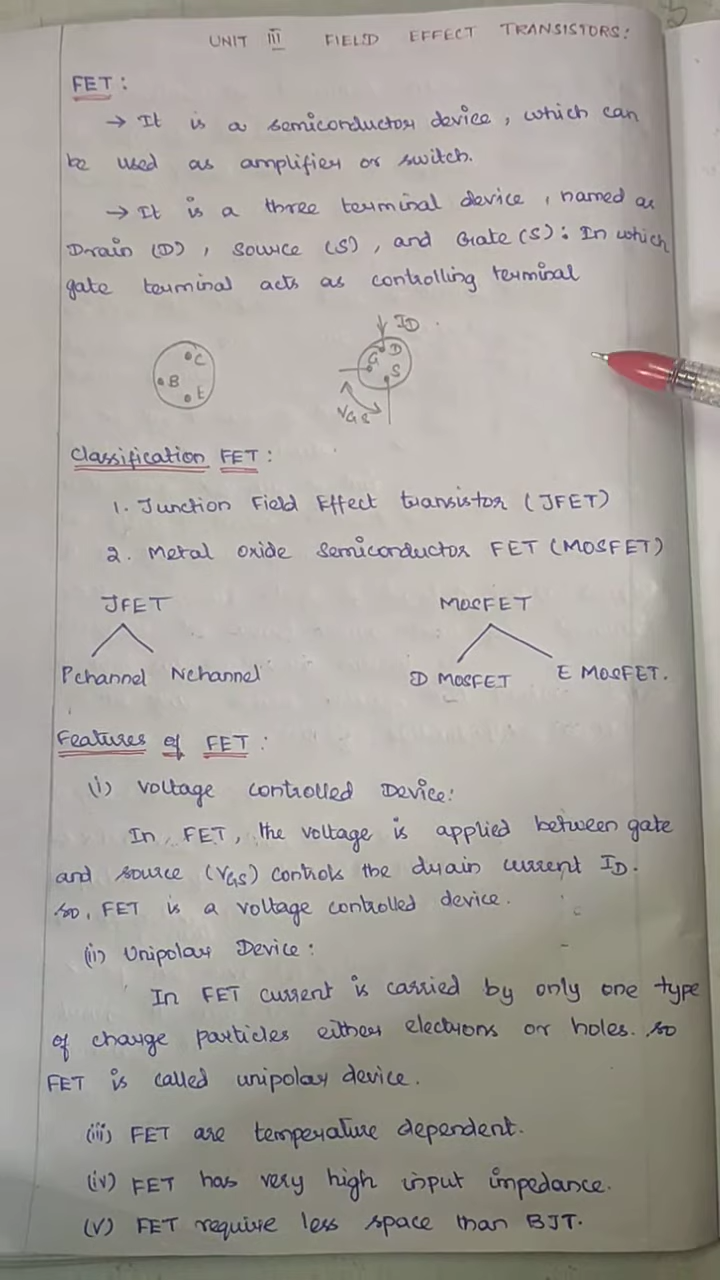 UNIT III FIELD EFFECT TRANSISTORS:
FET:
→ It is a semiconductor device, which can
be used as amplifier or switch.
→ It is a three terminal device, named as
Drain (D), source (S), and Gate (S): In which
gate terminal acts as controlling terminal
C
B
E
ID
D
G
S
VGS
Classification FET:
1. Junction Field Effect transistor (JFET)
2. Metal oxide semiconductor FET (MOSFET)
JFET MOSFET
Pchannel Nchannel D MOSFET E MOSFET.
Features of FET:
(i) Voltage controlled Device:
In, FET, the voltage is applied between gate
and source (VGS) controls the drain current ID.
so, FET is a voltage controlled device.
(ii) Unipolar Device:
In FET current is carried by only one type
of charge particles either electrons or holes. so
FET is called unipolar device.
(iii) FET are temperature dependent.
(iv) FET has very high input impedance.
(V) FET require less space than BJT.